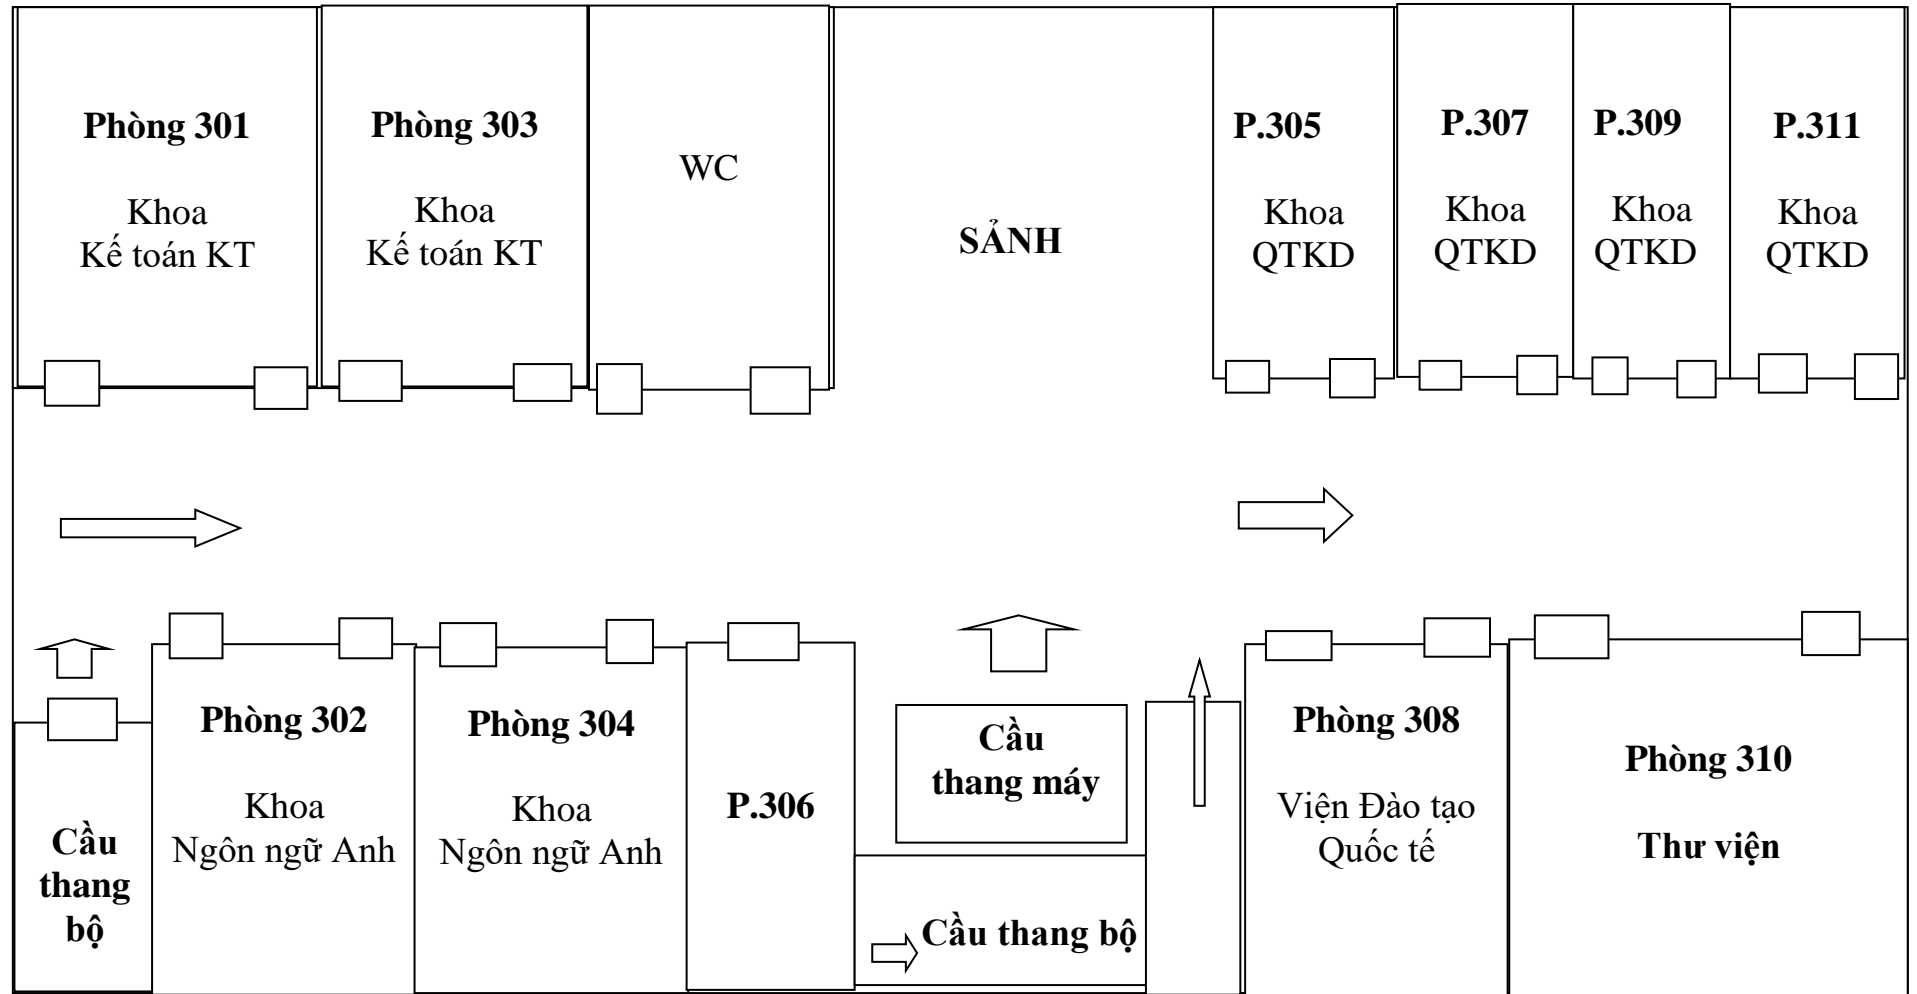 Phòng 301
Khoa
Kế toán KT
Phòng 303
Khoa
Kế toán KT
WC
SẢNH
P.305
Khoa
QTKD
P.307
Khoa
QTKD
P.309
Khoa
QTKD
P.311
Khoa
QTKD
Cầu
thang
bộ
Phòng 302
Khoa
Ngôn ngữ Anh
Phòng 304
Khoa
Ngôn ngữ Anh
P.306
Cầu
thang máy
Cầu thang bộ
Phòng 308
Viện Đào tạo
Quốc tế
Phòng 310
Thư viện